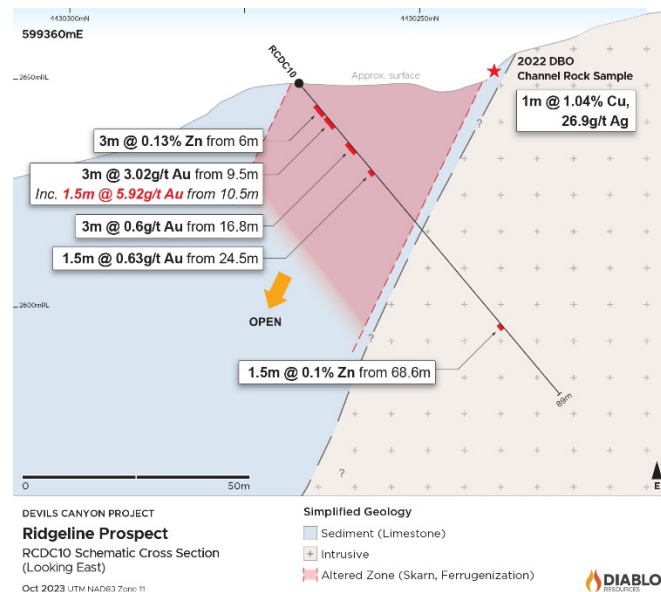 4430300mN
4430250mN
599360mE
RCDC10
2650mRL
Approx. surface
2022 DBO
Channel Rock Sample
1m @ 1.04% Cu,
26.9g/t Ag
?
3m @ 0.13% Zn from 6m
3m @ 3.02g/t Au from 9.5m
Inc. 1.5m @ 5.92g/t Au from 10.5m
3m @ 0.6g/t Au from 16.8m
1.5m @ 0.63g/t Au from 24.5m
2600mRL
OPEN
?
1.5m @ 0.1% Zn from 68.6m
89m
?
0
50m
E
DEVILS CANYON PROJECT
Ridgeline Prospect
RCDC10 Schematic Cross Section
(Looking East)
Oct 2023 UTM NAD83 Zone 11
Simplified Geology
Sediment (Limestone)
Intrusive
Altered Zone (Skarn, Ferrugenization)
DIABLO
RESOURCES